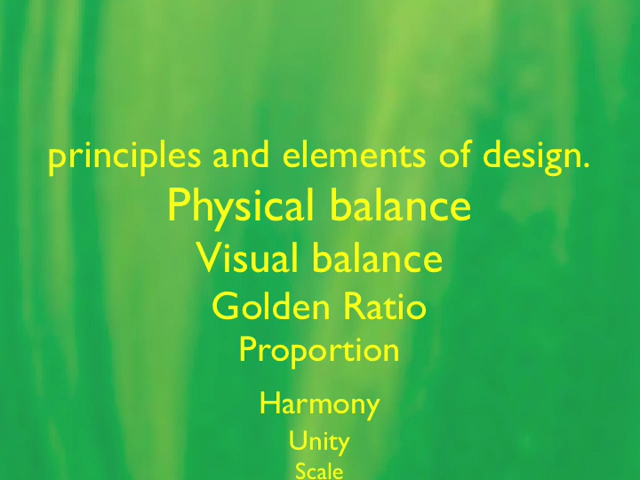 principles and elements of design.
Physical balance
Visual balance
Golden Ratio
Proportion
Harmony
Unity
Scale